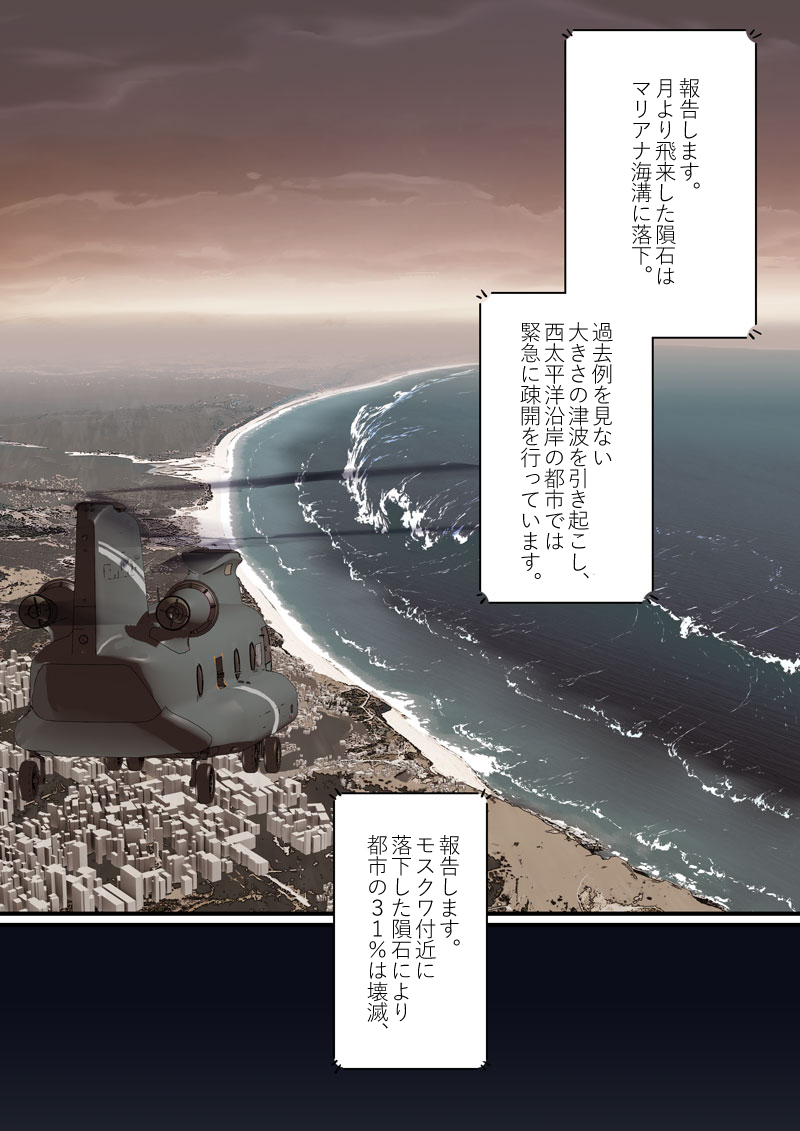 報告します。
月より飛来した隕石は
マリアナ海溝に落下。
過去例を見ない
大きさの津波を引き起こし、
西太平洋沿岸の都市では
緊急に疎開を行っています。
報告します。
モスクワ付近に
落下した隕石により
都市の31％は壊滅、